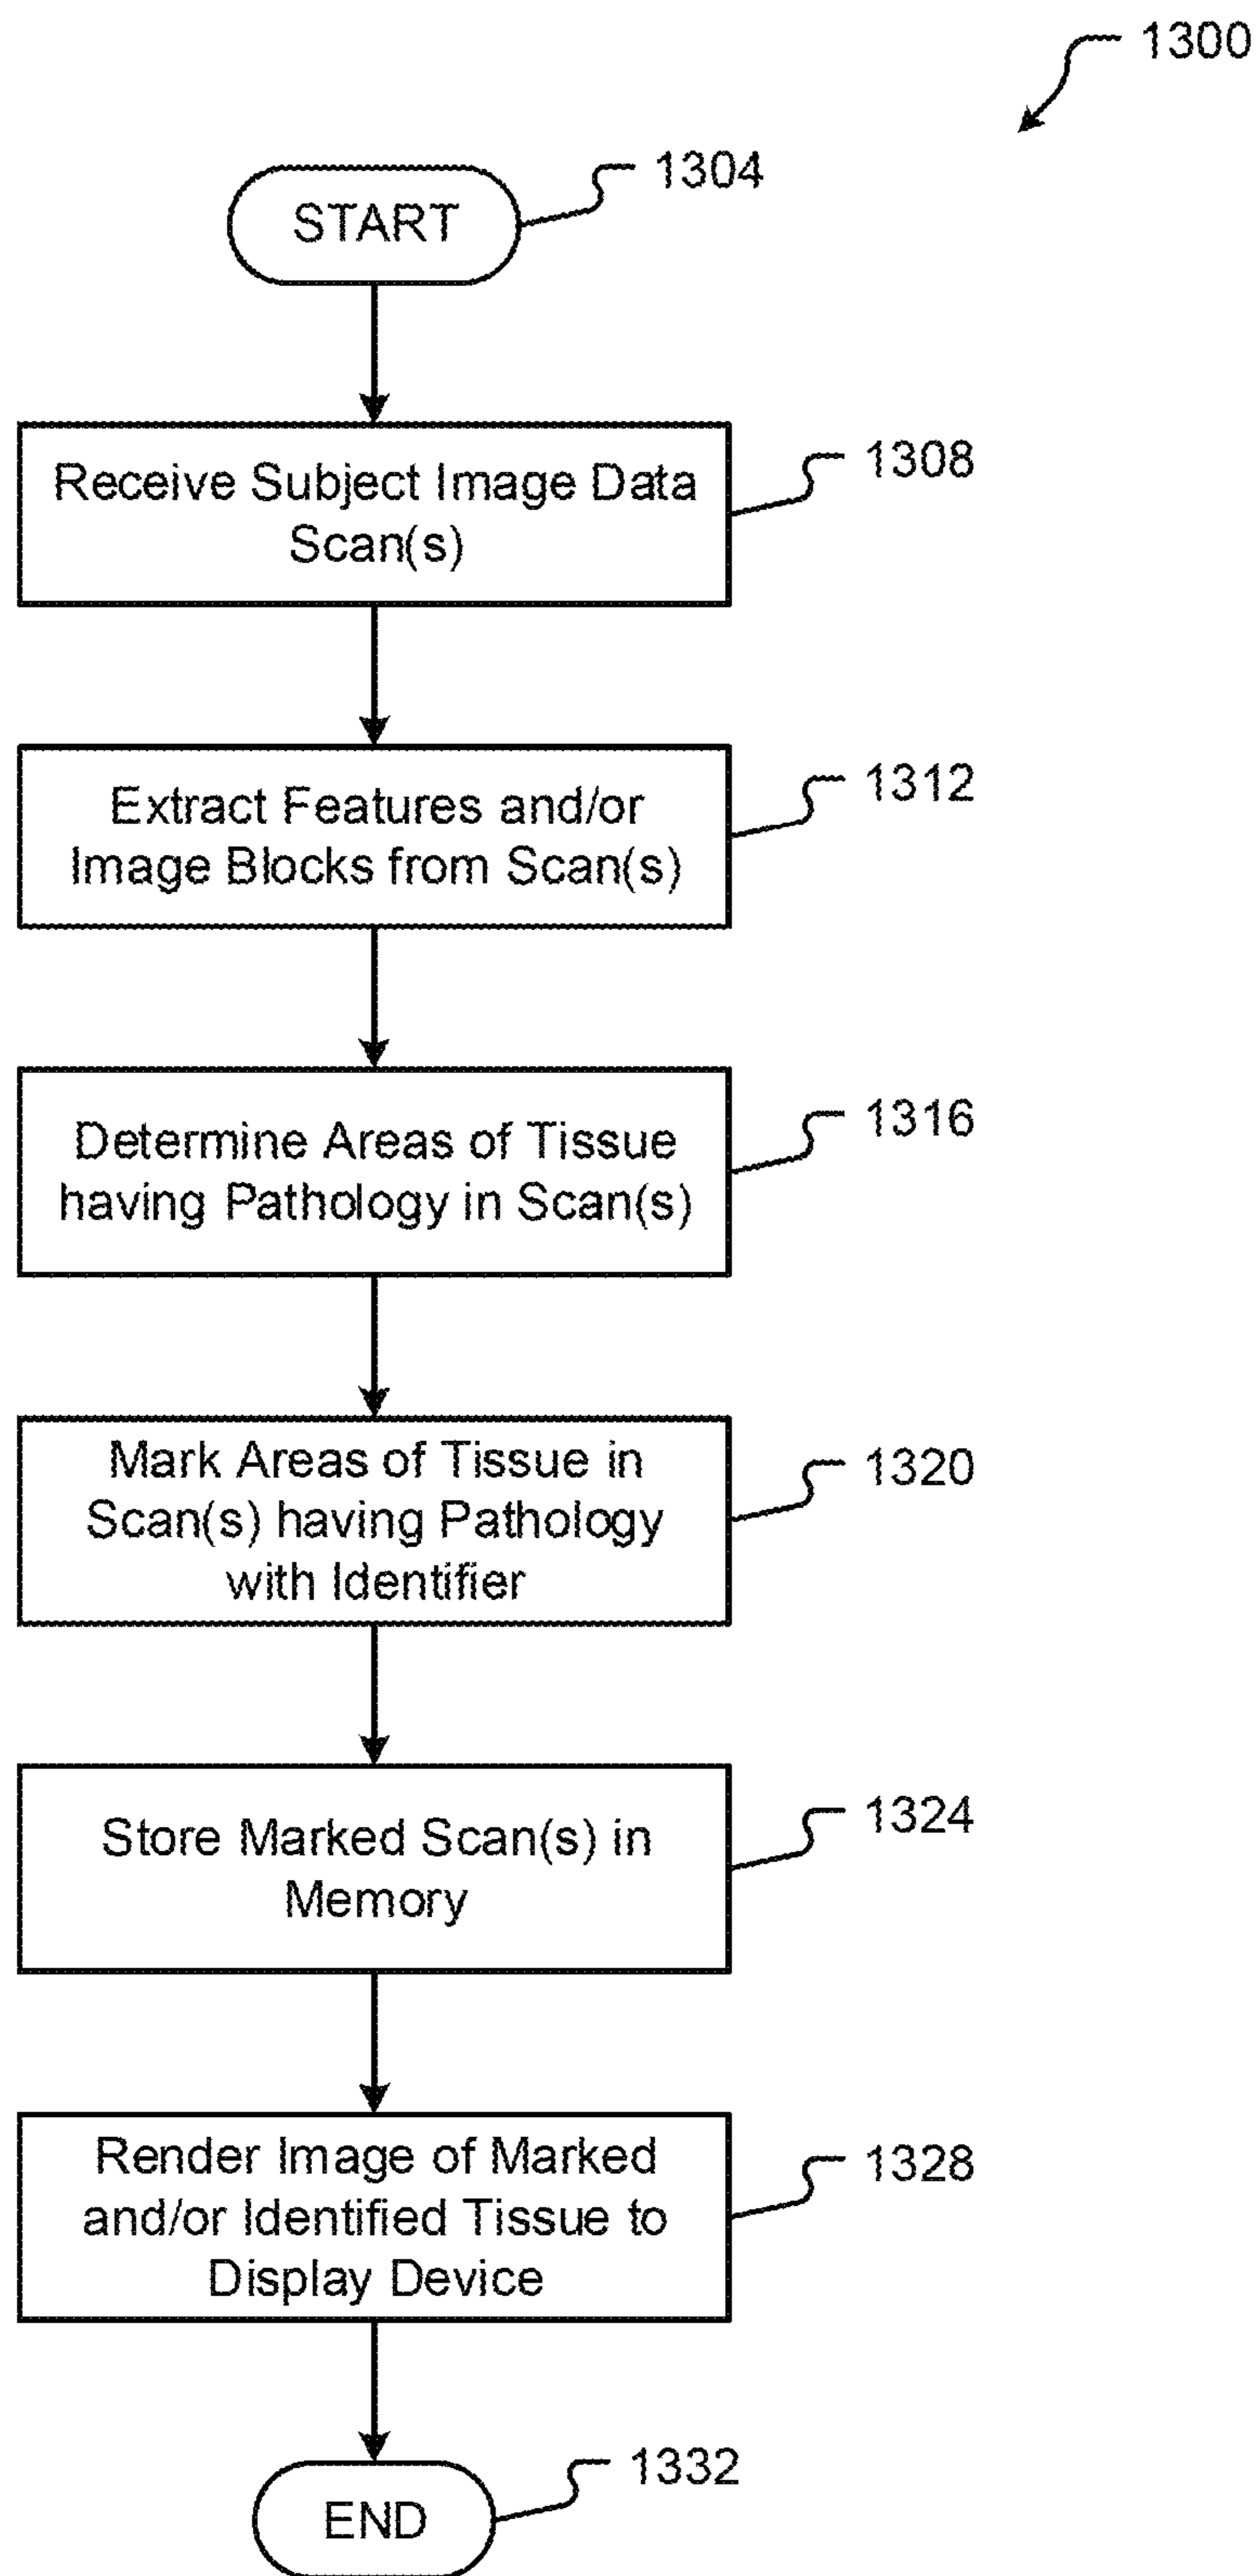 1300
1304
START
1308
Receive Subject Image Data
Scan(s)
1312
Extract Features and/or
Image Blocks from Scan(s)
1316
Determine Areas of Tissue
having Pathology in Scan(s)
1320
Mark Areas of Tissue in
Scan(s) having Pathology
with Identifier
1324
Store Marked Scan(s) in
Memory
1328
Render Image of Marked
and/or Identified Tissue to
Display Device
1332
END